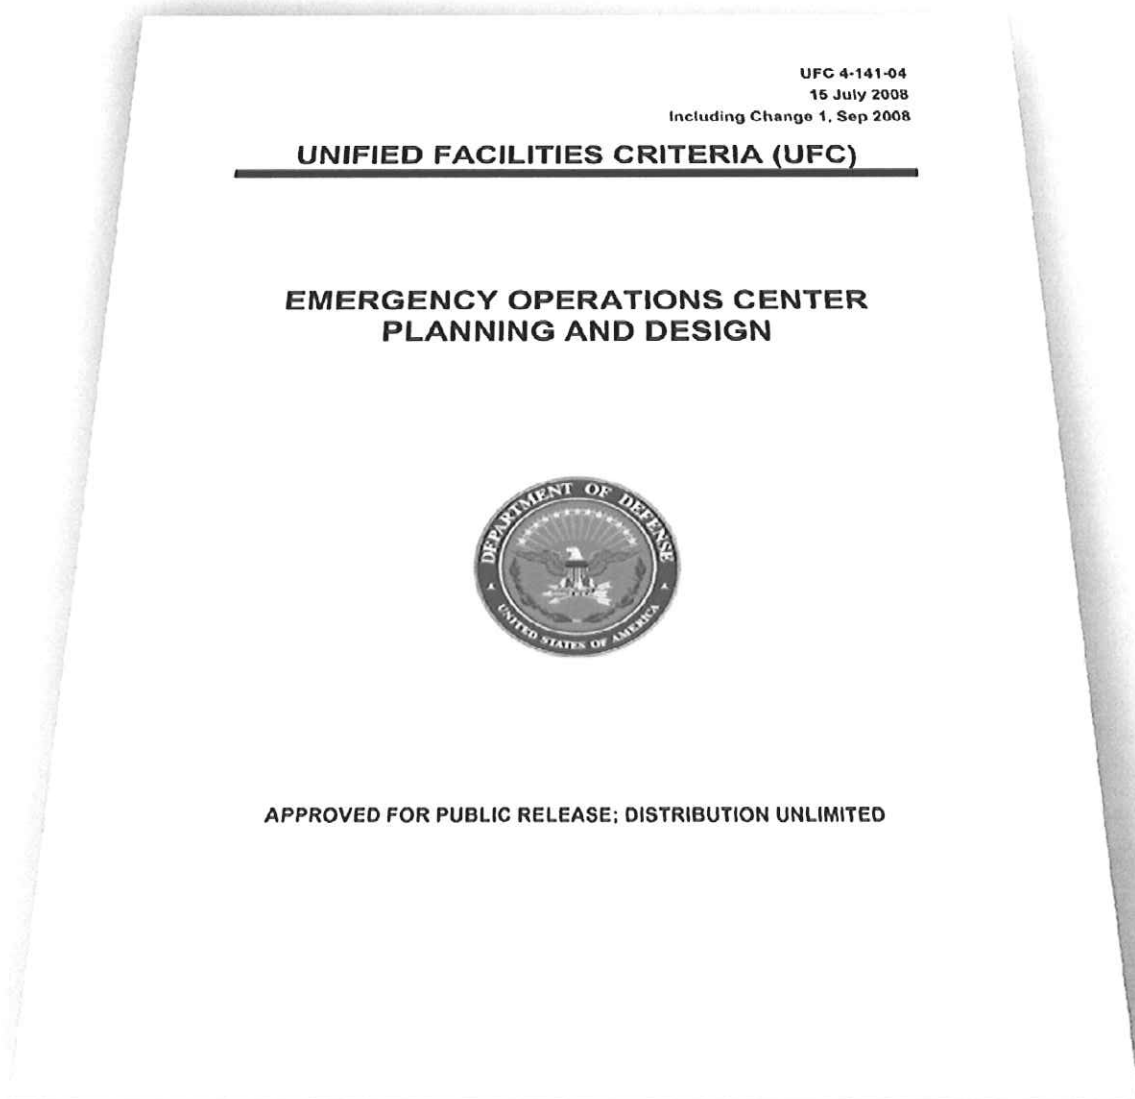 UFC 4-141-04
15 July 2008
Including Change 1, Sep 2008
UNIFIED FACILITIES CRITERIA (UFC)
EMERGENCY OPERATIONS CENTER
PLANNING AND DESIGN
DEPARTMENT OF DEFENSE
UNITED STATES OF AMERICA
APPROVED FOR PUBLIC RELEASE; DISTRIBUTION UNLIMITED